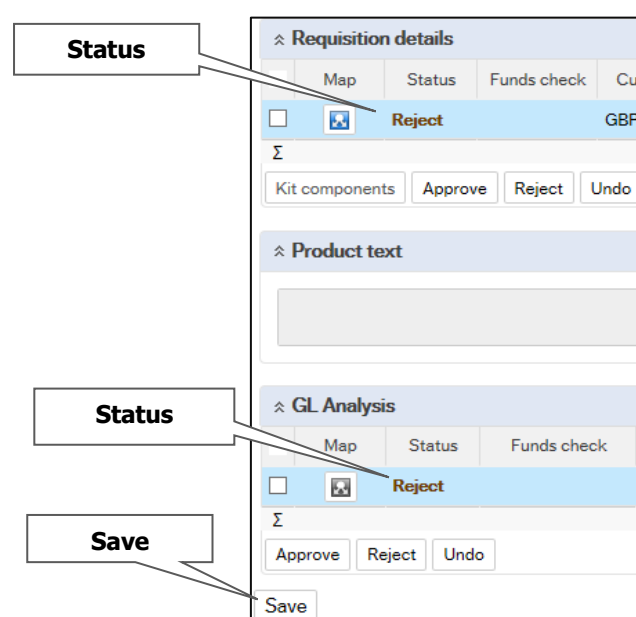 Status
Requisition details
Map Status Funds check
Reject GBP
Σ
Kit components Approve Reject Undo
Product text
Status
GL Analysis
Map Status Funds check
Reject
Σ
Save
Approve Reject Undo
Save